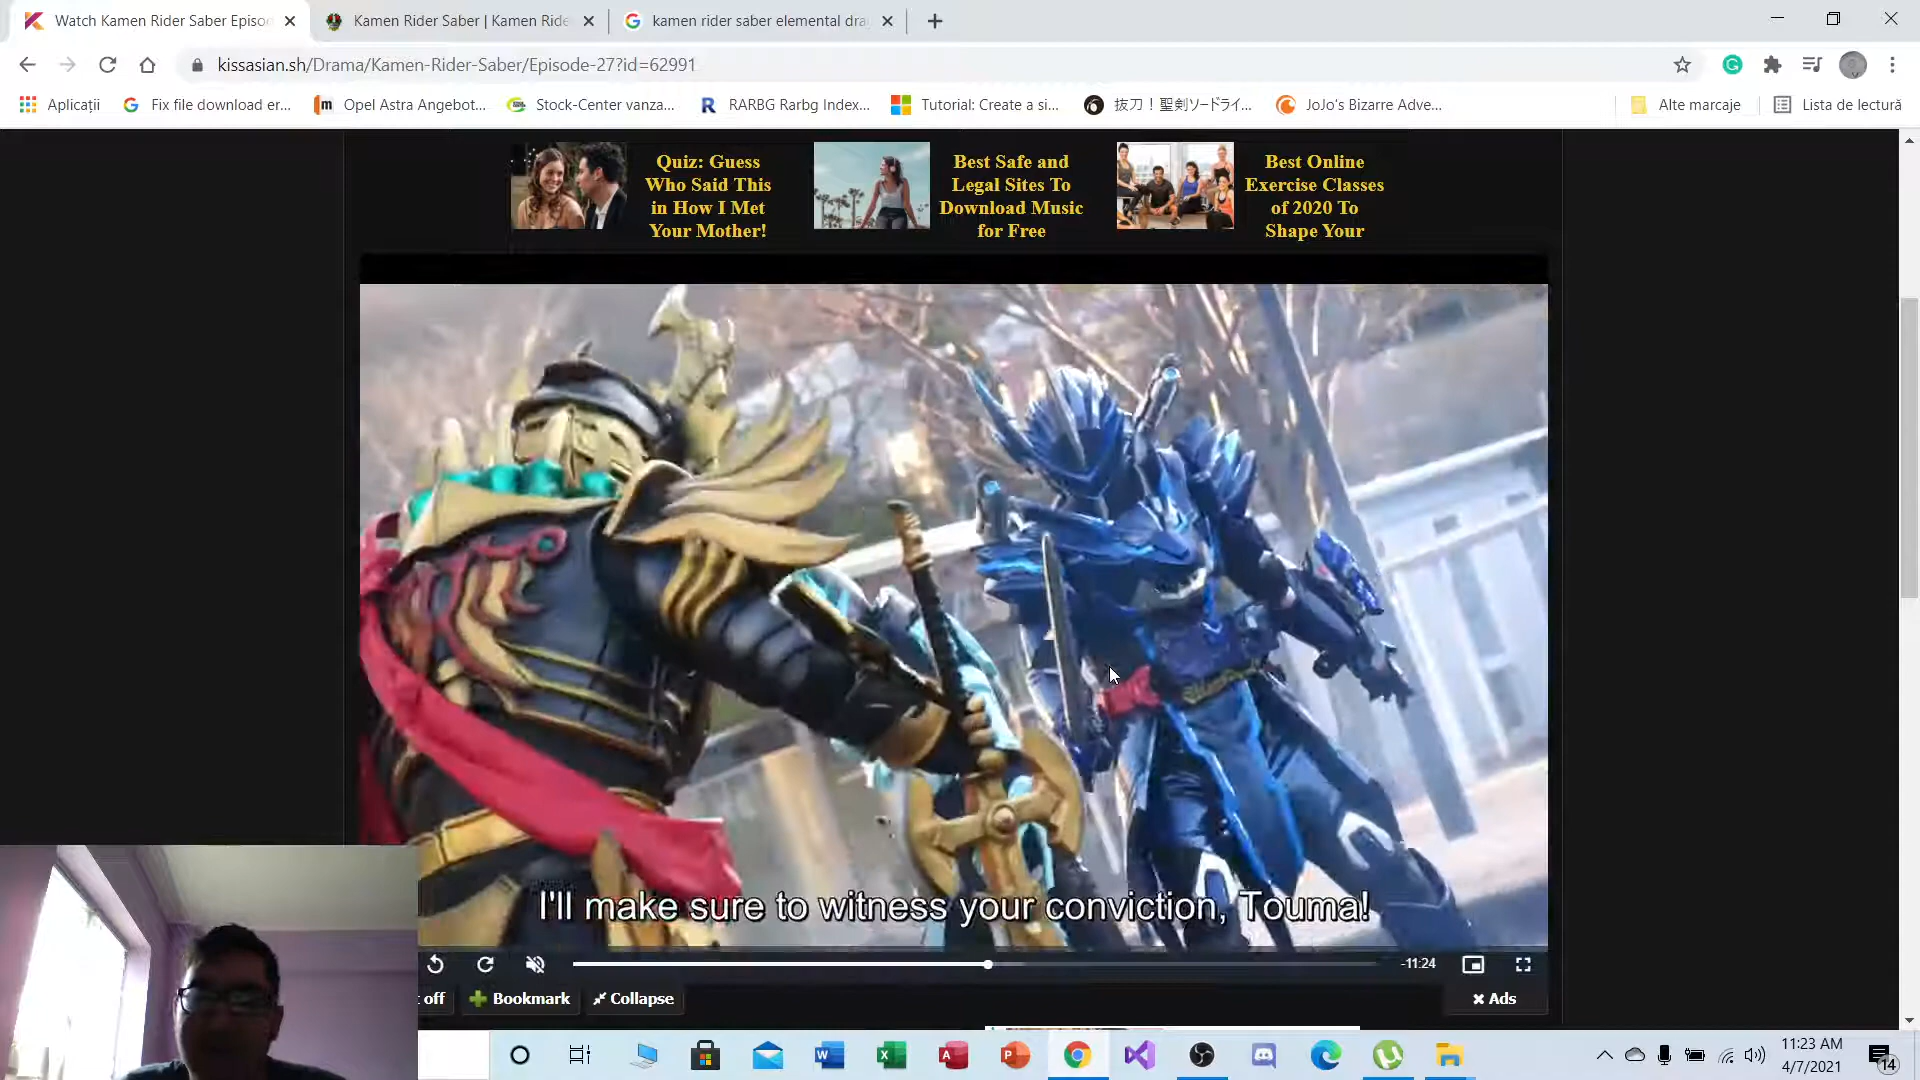 Watch Kamen Rider Saber Episo
Kamen Rider Saber | Kamen Ride
kamen rider saber elemental dra
kissasian.sh/Drama/Kamen-Rider-Saber/Episode-27?id=62991
Aplicații
Fix file download er...
Opel Astra Angebot...
Stock-Center vanza...
RARBG Rarbg Index...
Tutorial: Create a si...
抜刀！聖剣ソードライ...
JoJo's Bizarre Adve...
Alte marcaje
Lista de lectură
Quiz: Guess
Who Said This
in How I Met
Your Mother!
Best Safe and
Legal Sites To
Download Music
for Free
Best Online
Exercise Classes
of 2020 To
Shape Your
I'll make sure to witness your conviction, Touma!
-11:24
off
Bookmark
Collapse
Ads
11:23 AM
4/7/2021
14